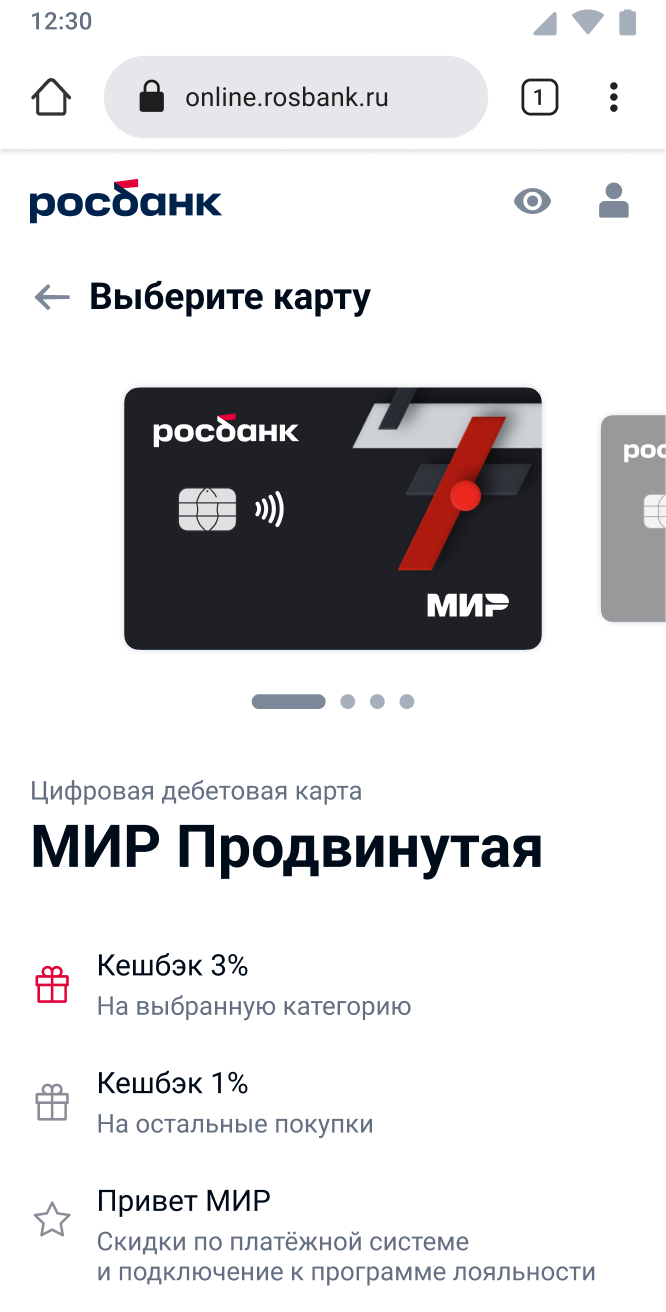 12:30
online.rosbank.ru
1
росбанк
Выберите карту
росбанк
МИР
Цифровая дебетовая карта
МИР Продвинутая
Кешбэк 3%
На выбранную категорию
Кешбэк 1%
На остальные покупки
Привет МИР
Скидки по платёжной системе
и подключение к программе лояльности